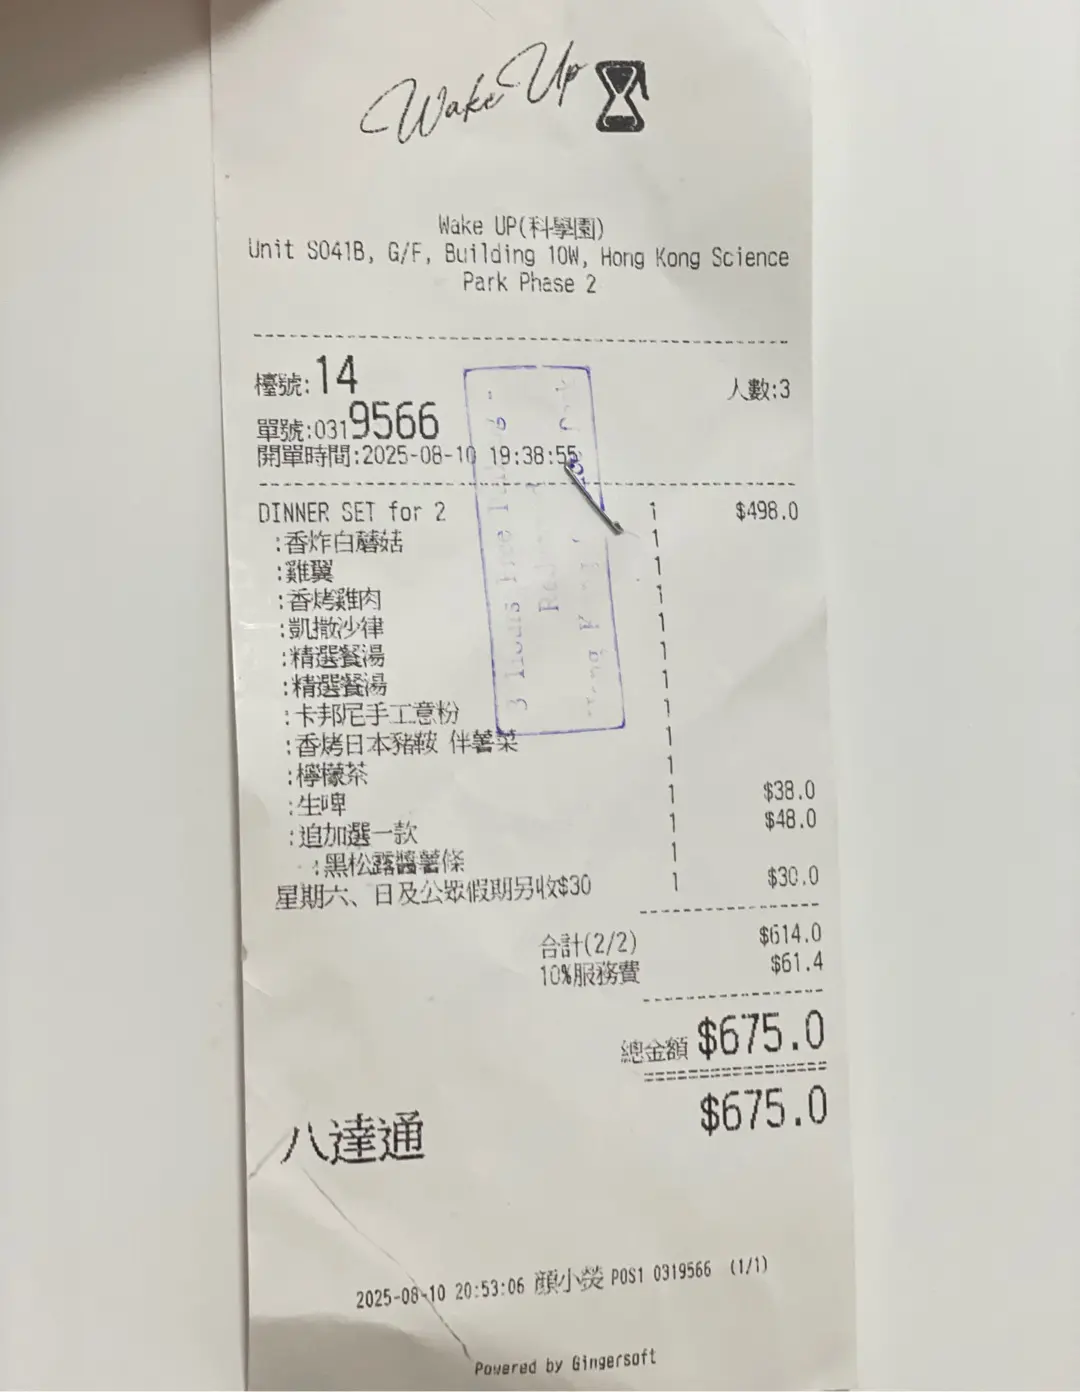 Wake Up
Wake UP(科學園)
Unit S041B, G/F, Building 10W, Hong Kong Science
Park Phase 2
檯號:14
人數:3
單號:0319566
開單時間:2025-08-10 19:38:55
DINNER SET for 2 1 $498.0
:香炸白蘑菇 1
:雞翼 1
:香烤雞肉 1
:凱撒沙律 1
:精選餐湯 1
:精選餐湯 1
:卡邦尼手工意粉 1
:香烤日本豬鞍 伴薯菜 1
:檸檬茶 1
:生啤 1 $38.0
:追加選一款 1 $48.0
:黑松露醬薯條 1
星期六、日及公眾假期另收$30 1 $30.0
合計(2/2) $614.0
10%服務費 $61.4
總金額 $675.0
$675.0
八達通
2025-08-10 20:53:06 顏小熒 POS1 0319566 (1/1)
Powered by Gingersoft
3 Hours Free